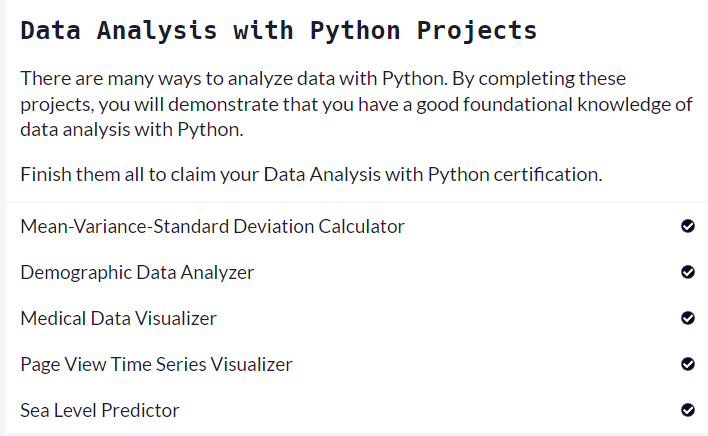 Data Analysis with Python Projects
There are many ways to analyze data with Python. By completing these
projects, you will demonstrate that you have a good foundational knowledge of
data analysis with Python.
Finish them all to claim your Data Analysis with Python certification.
Mean-Variance-Standard Deviation Calculator
Demographic Data Analyzer
Medical Data Visualizer
Page View Time Series Visualizer
Sea Level Predictor